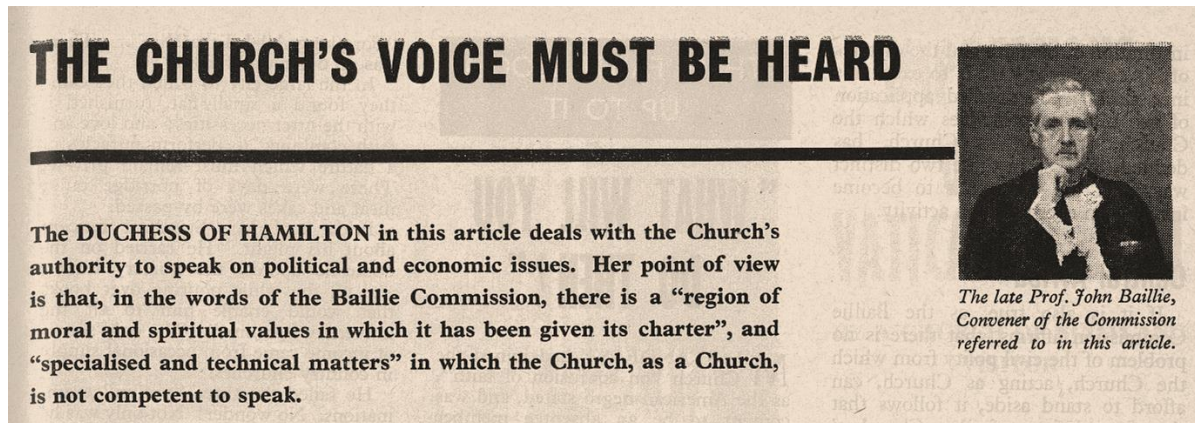 THE CHURCH'S VOICE MUST BE HEARD
The DUCHESS OF HAMILTON in this article deals with the Church's
authority to speak on political and economic issues. Her point of view
is that, in the words of the Baillie Commission, there is a “region of
moral and spiritual values in which it has been given its charter”, and
“specialised and technical matters” in which the Church, as a Church,
is not competent to speak.
The late Prof. John Baillie,
Convener of the Commission
referred to in this article.